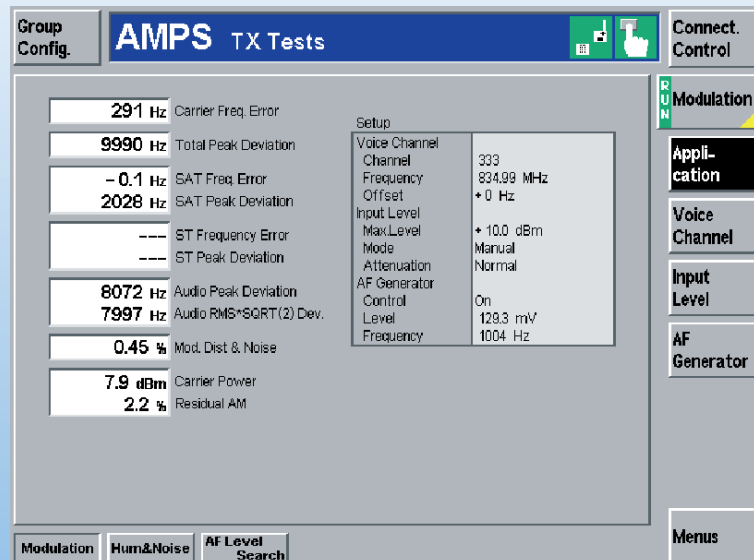 Group
Config.
AMPS TX Tests
Connect.
Control
291 Hz Carrier Freq. Error
9990 Hz Total Peak Deviation
- 0.1 Hz SAT Freq. Error
2028 Hz SAT Peak Deviation
--- ST Frequency Error
--- ST Peak Deviation
8072 Hz Audio Peak Deviation
7997 Hz Audio RMS*SQRT(2) Dev.
0.45 % Mod. Dist & Noise
7.9 dBm Carrier Power
2.2 % Residual AM
Setup
Voice Channel
Channel 333
Frequency 834.99 MHz
Offset + 0 Hz
Input Level
Max.Level + 10.0 dBm
Mode Manual
Attenuation Normal
AF Generator
Control On
Level 129.3 mV
Frequency 1004 Hz
RUN
Modulation
Appli-
cation
Voice
Channel
Input
Level
AF
Generator
Menus
Modulation
Hum&Noise
AF Level
Search